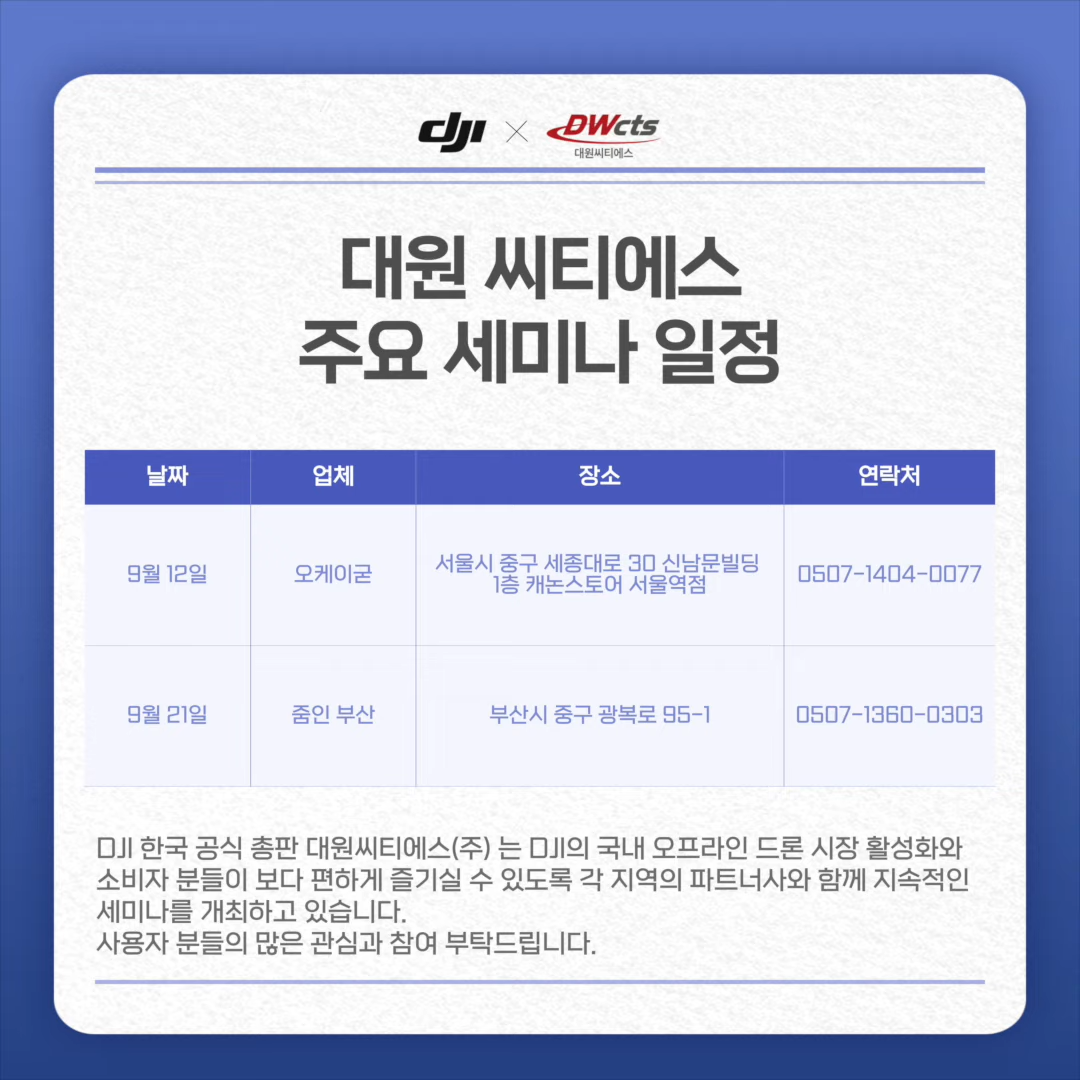 dji × DWcts
대원씨티에스
대원 씨티에스
주요 세미나 일정
날짜 업체 장소 연락처
9월 12일 오케이굳 서울시 중구 세종대로 30 신남문빌딩
1층 캐논스토어 서울역점 0507-1404-0077
9월 21일 줌인 부산 부산시 중구 광복로 95-1 0507-1360-0303
DJI 한국 공식 총판 대원씨티에스(주) 는 DJI의 국내 오프라인 드론 시장 활성화와
소비자 분들이 보다 편하게 즐기실 수 있도록 각 지역의 파트너사와 함께 지속적인
세미나를 개최하고 있습니다.
사용자 분들의 많은 관심과 참여 부탁드립니다.